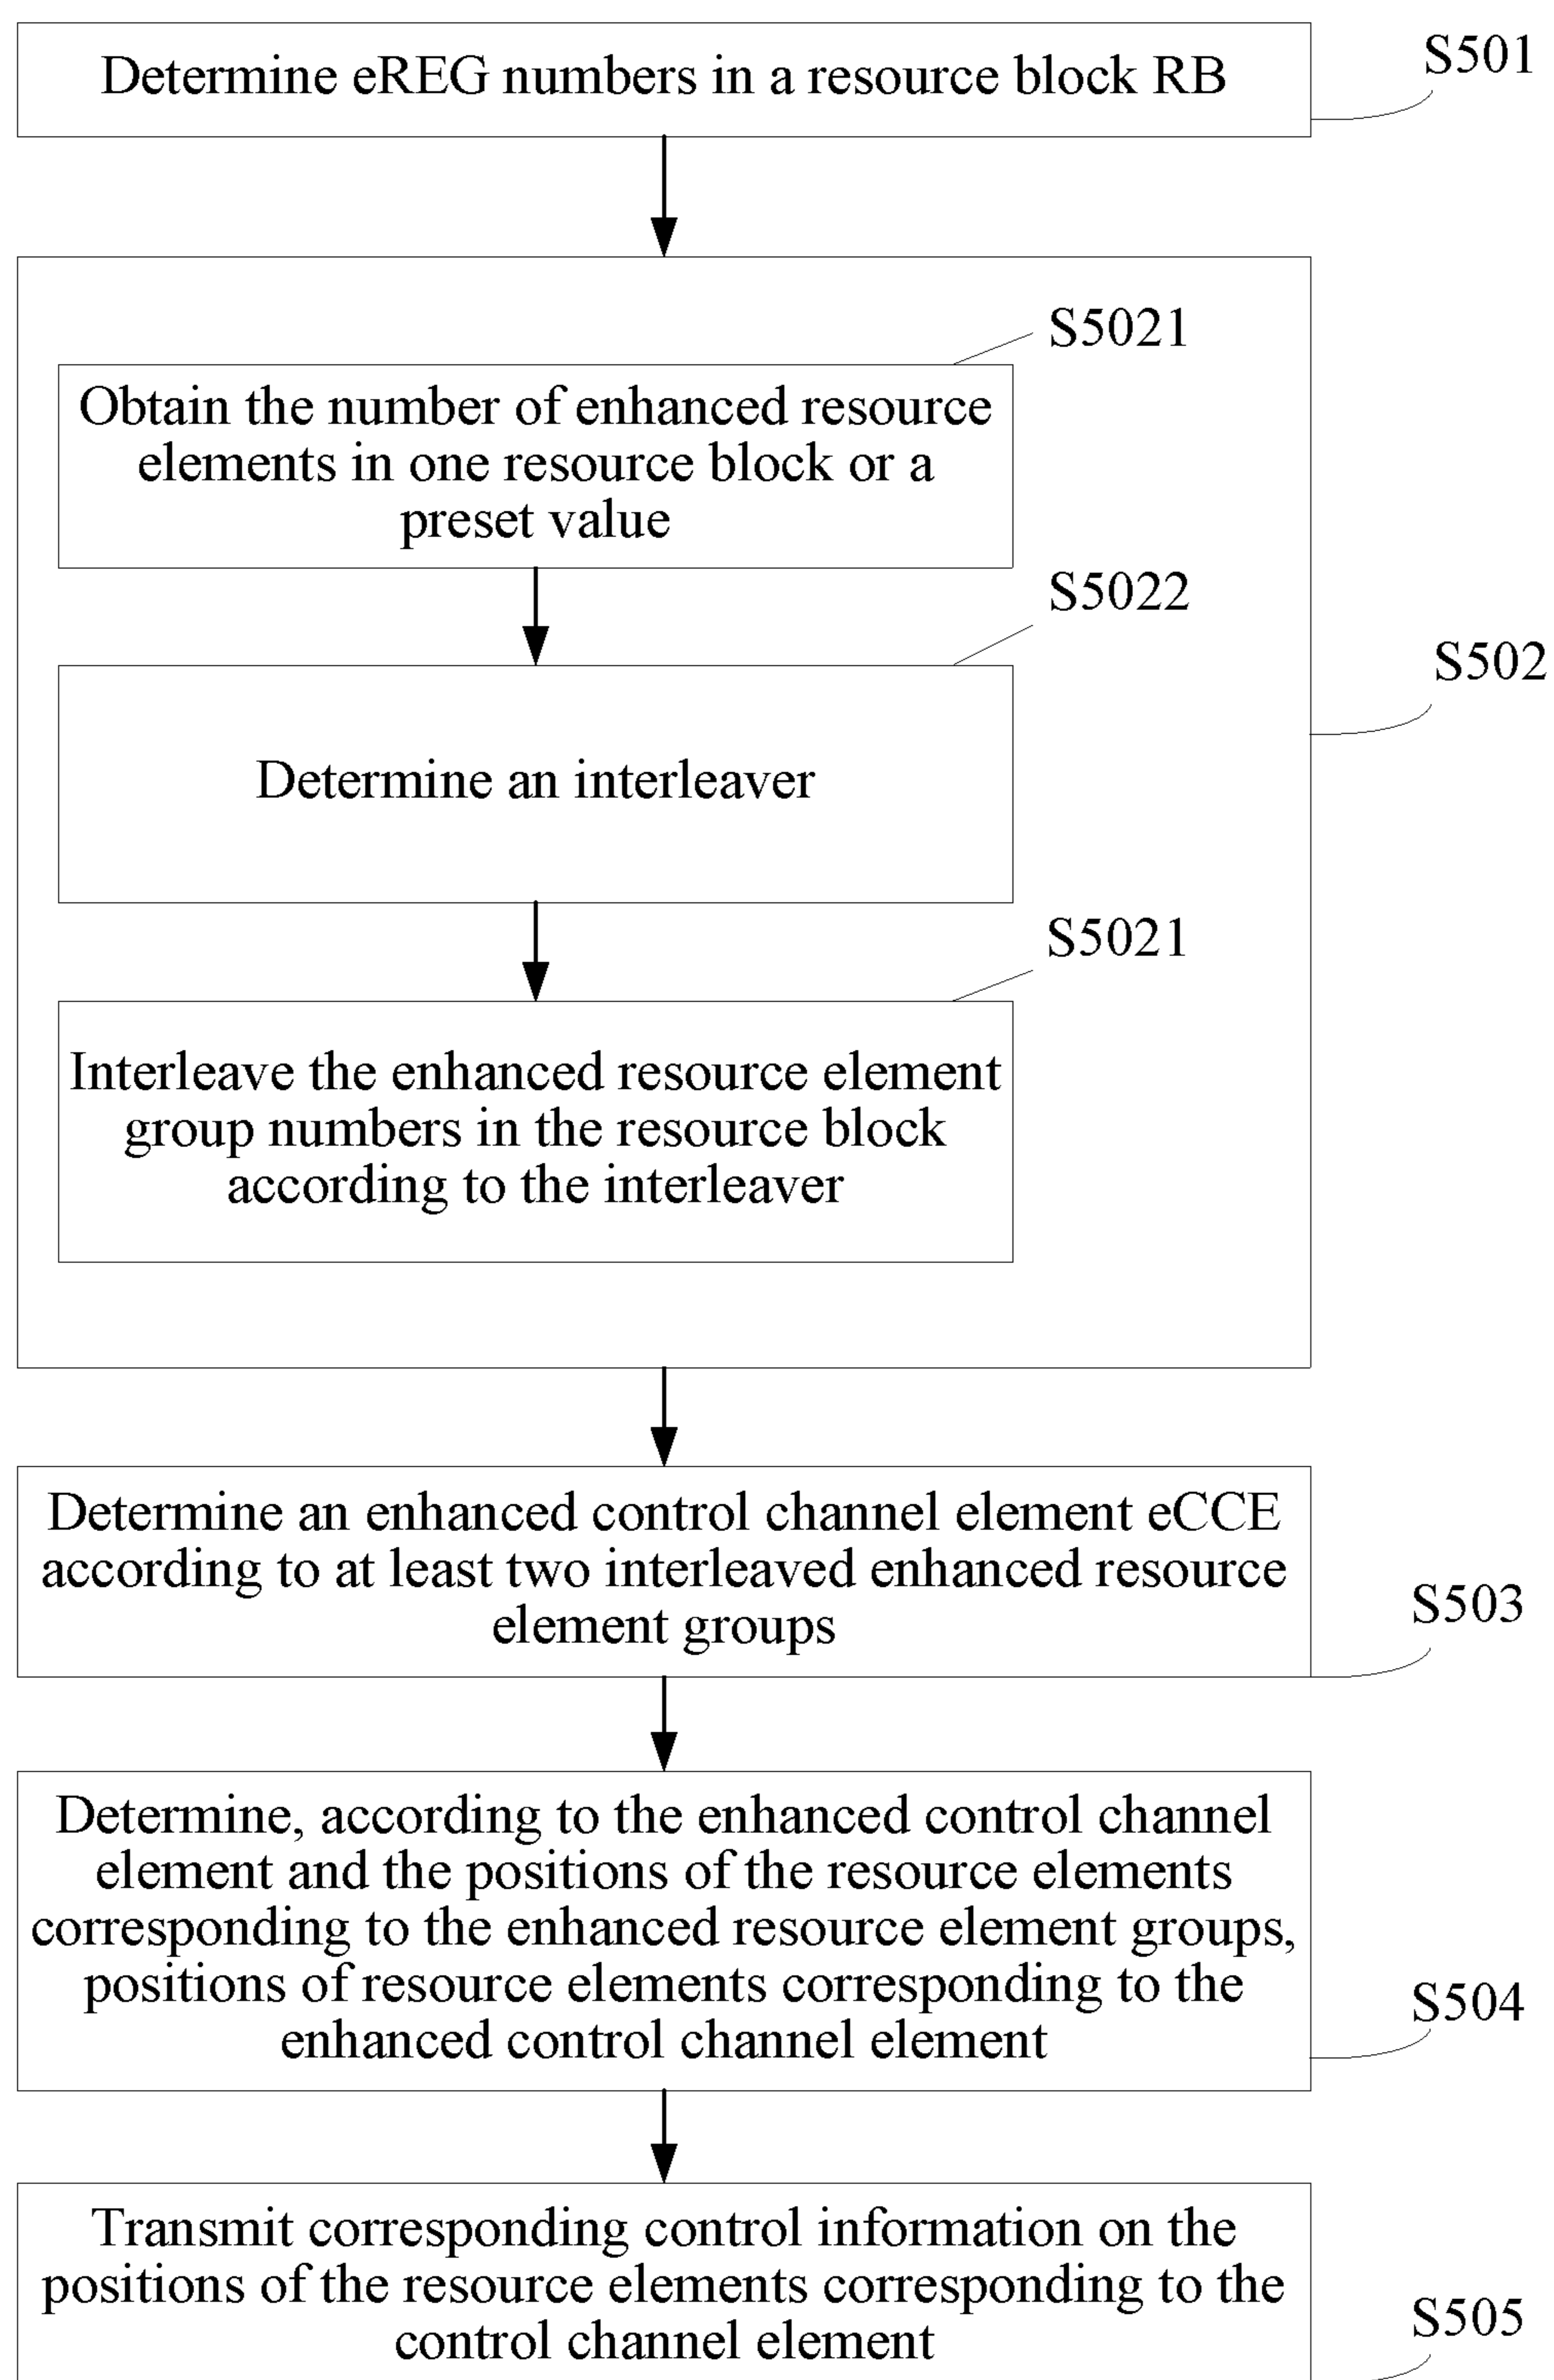 Determine eREG numbers in a resource block RB
S501
S5021
Obtain the number of enhanced resource
elements in one resource block or a
preset value
S5022
S502
Determine an interleaver
S5021
Interleave the enhanced resource element
group numbers in the resource block
according to the interleaver
Determine an enhanced control channel element eCCE
according to at least two interleaved enhanced resource
element groups
S503
Determine, according to the enhanced control channel
element and the positions of the resource elements
corresponding to the enhanced resource element groups,
positions of resource elements corresponding to the
enhanced control channel element
S504
Transmit corresponding control information on the
positions of the resource elements corresponding to the
control channel element
S505